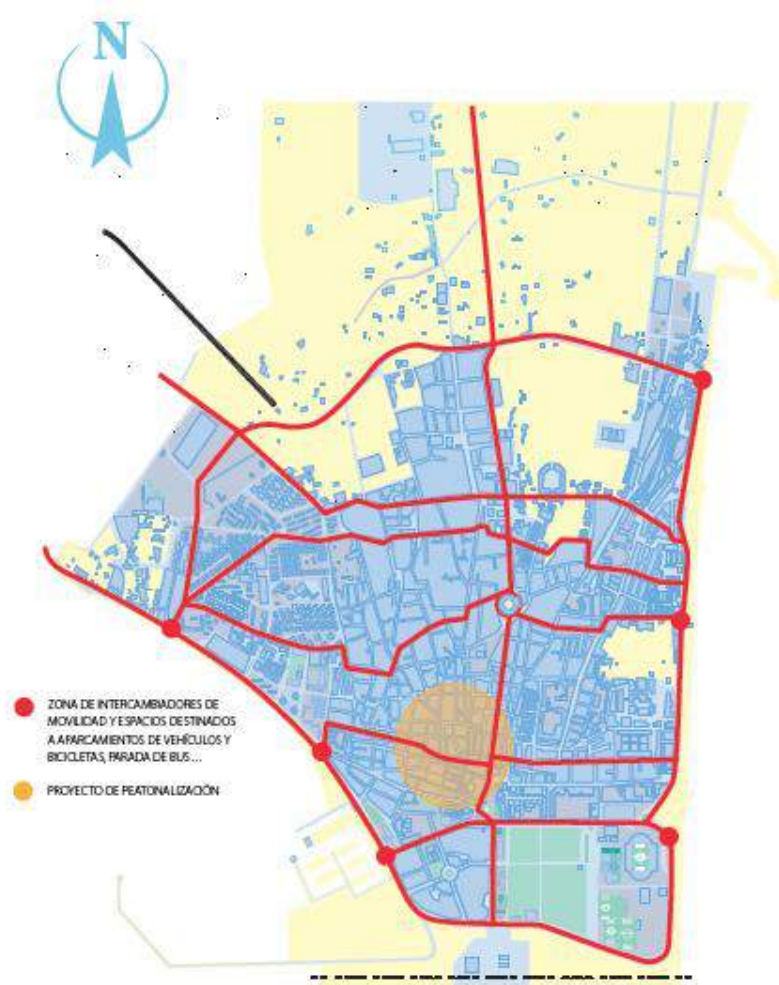 N
ZONA DE INTERCAMBIADORES DE
MOVILIDAD Y ESPACIOS DESTINADOS
A APARCAMIENTOS DE VEHÍCULOS Y
BICICLETAS, PARADA DE BUS...
PROYECTO DE PEATONALIZACIÓN